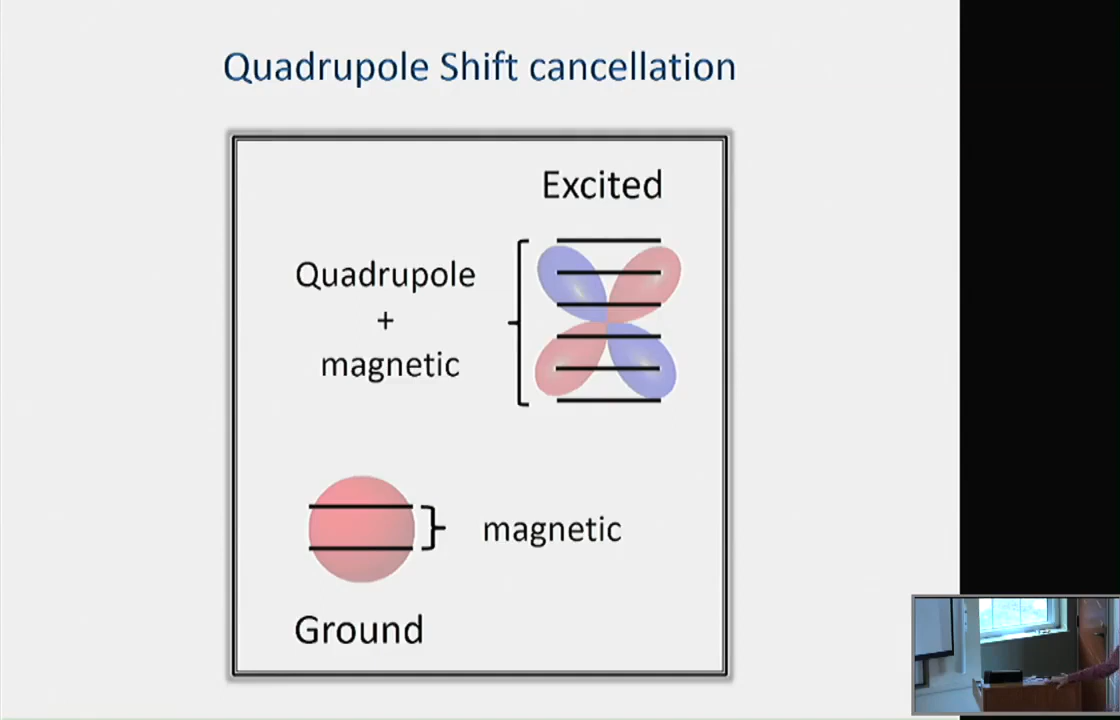 Quadrupole Shift cancellation
Excited
Quadrupole
+
magnetic
magnetic
Ground